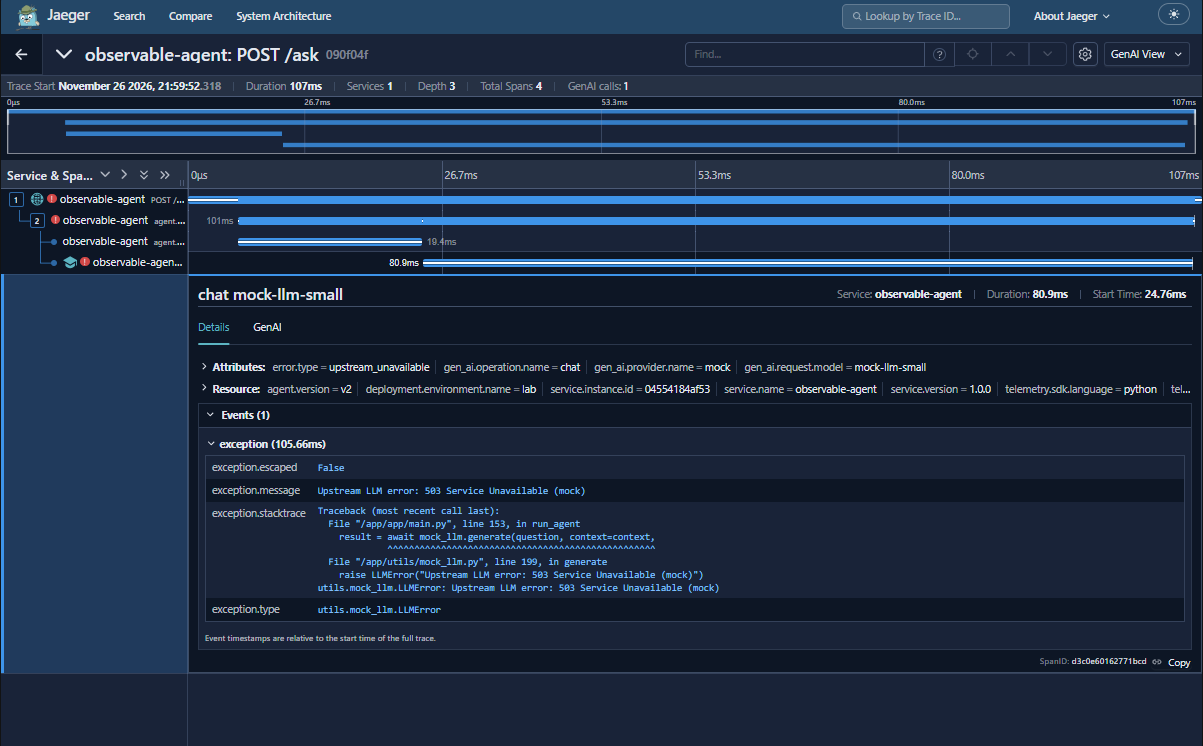 Jaeger Search Compare System Architecture Lookup by Trace ID... About Jaeger
observable-agent: POST /ask 090f04f Find... GenAI View
Trace Start November 26 2026, 21:59:52.318 Duration 107ms Services 1 Depth 3 Total Spans 4 GenAI calls: 1
0μs 26.7ms 53.3ms 80.0ms 107ms
Service & Spa... 0μs 26.7ms 53.3ms 80.0ms 107ms
1 observable-agent POST /...
2 observable-agent agent.... 101ms
observable-agent agent.... 19.4ms
observable-agen... 80.9ms
chat mock-llm-small Service: observable-agent Duration: 80.9ms Start Time: 24.76ms
Details GenAI
Attributes: error.type = upstream_unavailable gen_ai.operation.name = chat gen_ai.provider.name = mock gen_ai.request.model = mock-llm-small
Resource: agent.version = v2 deployment.environment.name = lab service.instance.id = 04554184af53 service.name = observable-agent service.version = 1.0.0 telemetry.sdk.language = python tel...
Events (1)
exception (105.66ms)
exception.escaped False
exception.message Upstream LLM error: 503 Service Unavailable (mock)
exception.stacktrace Traceback (most recent call last):
File "/app/app/main.py", line 153, in run_agent
result = await mock_llm.generate(question, context=context,
^^^^^^^^^^^^^^^^^^^^^^^^^^^^^^^^^^^^^^^^^^^^^^^^^^
File "/app/utils/mock_llm.py", line 199, in generate
raise LLMError("Upstream LLM error: 503 Service Unavailable (mock)")
utils.mock_llm.LLMError: Upstream LLM error: 503 Service Unavailable (mock)
exception.type utils.mock_llm.LLMError
Event timestamps are relative to the start time of the full trace.
SpanID: d3c0e60162771bcd Copy